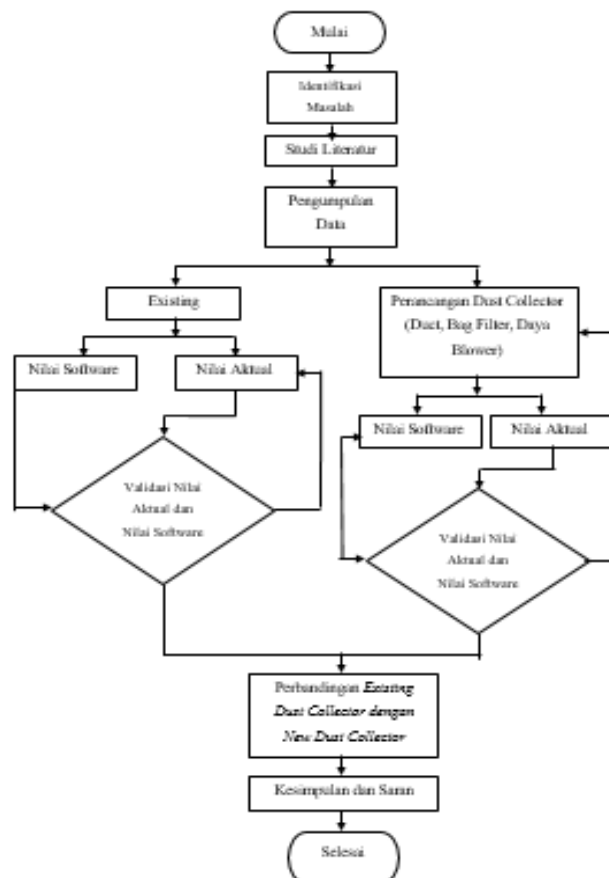 Mulai
Identifikasi
Masalah
Studi Literatur
Pengumpulan
Data
Existing
Perancangan Dust Collector
(Duct, Bag Filter, Daya
Blower)
Nilai Software
Nilai Aktual
Nilai Software
Nilai Aktual
Validasi Nilai
Aktual dan
Nilai Software
Validasi Nilai
Aktual dan
Nilai Software
Perbandingan Existing
Dust Collector dengan
New Dust Collector
Kesimpulan dan Saran
Selesai